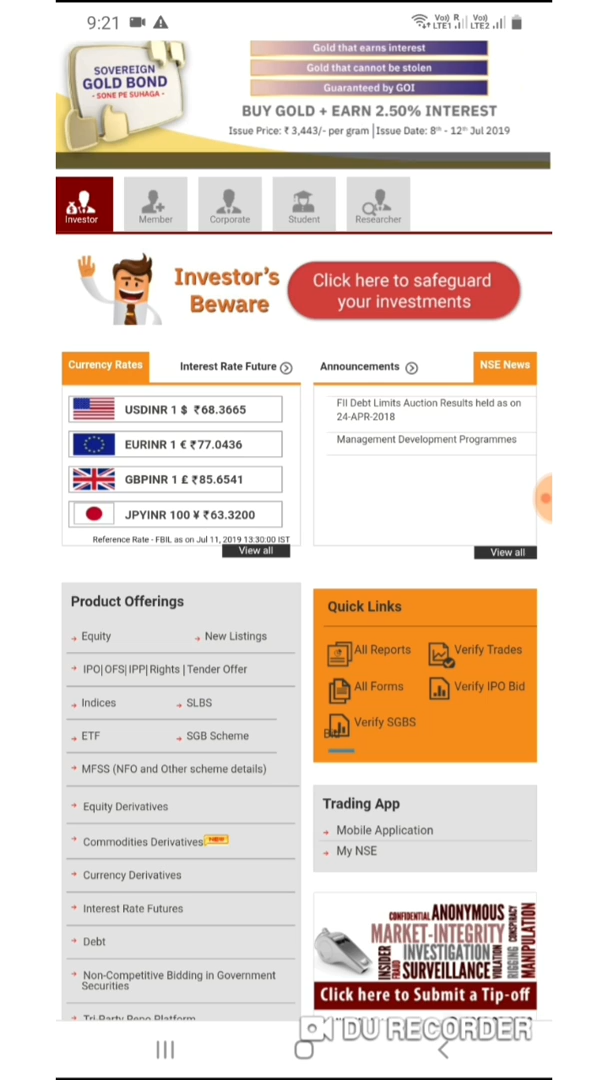 9:21
Vo) R
LTE1
Vo)
LTE2
SOVEREIGN
GOLD BOND
- SONE PE SUHAGA -
Gold that earns interest
Gold that cannot be stolen
Guaranteed by GOI
BUY GOLD + EARN 2.50% INTEREST
Issue Price: ₹ 3,443/- per gram | Issue Date: 8th - 12th Jul 2019
Investor
Member
Corporate
Student
Researcher
Investor's
Beware
Click here to safeguard
your investments
Currency Rates
Interest Rate Future
USDINR 1 $ ₹68.3665
EURINR 1 € ₹77.0436
GBPINR 1 £ ₹85.6541
JPYINR 100 ¥ ₹63.3200
Reference Rate - FBIL as on Jul 11, 2019 13:30:00 IST
View all
Announcements
NSE News
FII Debt Limits Auction Results held as on
24-APR-2018
Management Development Programmes
View all
Product Offerings
Equity
New Listings
IPO| OFS| IPP| Rights | Tender Offer
Indices
SLBS
ETF
SGB Scheme
MFSS (NFO and Other scheme details)
Equity Derivatives
Commodities Derivatives NEW
Currency Derivatives
Interest Rate Futures
Debt
Non-Competitive Bidding in Government
Securities
Tri Party Repo Platform
Quick Links
All Reports
Verify Trades
All Forms
Verify IPO Bid
Verify SGBS
Trading App
Mobile Application
My NSE
CONFIDENTIAL ANONYMOUS
MARKET-INTEGRITY
INSIDER
FRAUD
INVESTIGATION
SURVEILLANCE
VIOLATION
RIGGING
CONSPIRACY
MANIPULATION
Click here to Submit a Tip-off
DU RECORDER